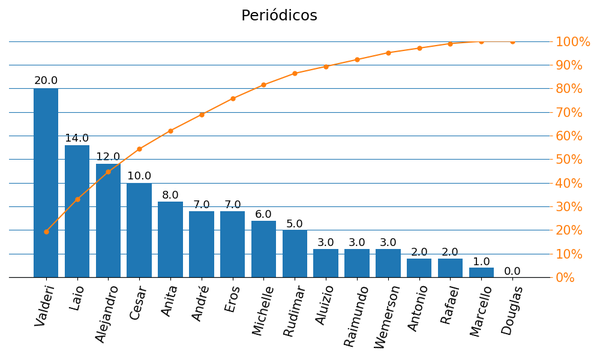 Periódicos
20.0
14.0
12.0
10.0
8.0
7.0
7.0
6.0
5.0
3.0
3.0
3.0
2.0
2.0
1.0
0.0
100%
90%
80%
70%
60%
50%
40%
30%
20%
10%
0%
Valderi
Laio
Alejandro
Cesar
Anita
André
Eros
Michelle
Rudimar
Aluizio
Raimundo
Wemerson
Antonio
Rafael
Marcello
Douglas